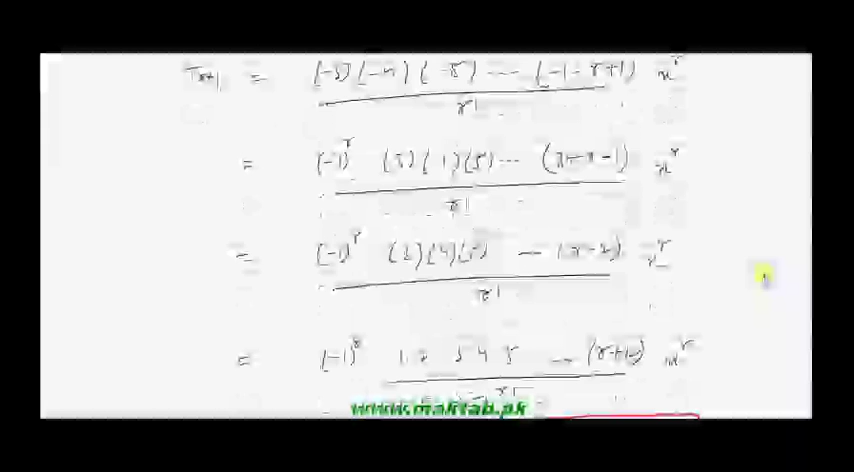 T_{r+1} = (-3)(-4)(-5) ---- (-1-r+1) / r! x^r
= (-1)^r (3)(4)(5) --- (3+r-1) / r! x^r
= (-1)^r (3)(4)(5) --- (r+2) / r! x^r
= (-1)^r 1.2 3 4 5 --- (r+2) / r! x^r
www.maktab.pk